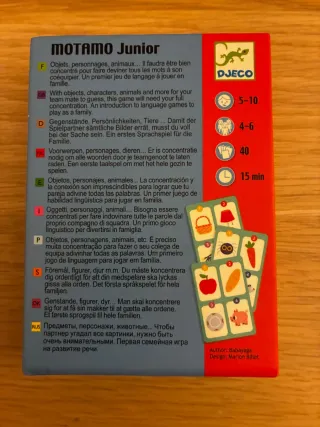 MOTAMO Junior
DJECO
F Objets, personnages, animaux... Il faudra être bien
concentré pour faire deviner tous les mots à son
coéquipier. Un premier jeu de langage à jouer en
famille.
With objects, characters, animals and more for your
team mate to guess, this game will need your full
concentration. An introduction to language games to
play as a family.
D Gegenstände, Persönlichkeiten, Tiere ... Damit der
Spielpartner sämtliche Bilder errät, musst du voll
bei der Sache sein. Ein erstes Sprachspiel für die
Familie.
Voorwerpen, personages, dieren... Er is concentratie
nodig om alle woorden door je teamgenoot te laten
raden. Een eerste taalspel om met het hele gezin te
spelen.
E Objetos, personajes, animales... La concentración y
la conexión son imprescindibles para lograr que tu
pareja adivine todas las palabras. Un primer juego de
habilidad lingüística para jugar en familia.
I Oggetti, personaggi, animali... Bisogna essere
concentrati per fare indovinare tutte le parole dal
proprio compagno di squadra. Un primo gioco
linguistico per divertirsi in famiglia.
P Objetos, personagens, animais, etc. É preciso
muita concentração para fazer o seu colega de
equipa adivinhar todas as palavras. Um primeiro
jogo de linguagem para jogar em família.
S Föremål, figurer, djur m.m. Du måste koncentrera
dig ordentligt för att din medspelare ska lyckas
gissa alla orden. Det första språkspelet för hela
familjen.
DK Genstande, figurer, dyr... Man skal koncentrere
sig for at få sin makker til at gætte alle ordene.
Et første sprogspil til hele familien.
RUS Предметы, персонажи, животные... Чтобы
партнер угадал все картинки, нужно быть
очень внимательными. Первая семейная игра
на развитие речи.
5-10
4-6
40
15 min